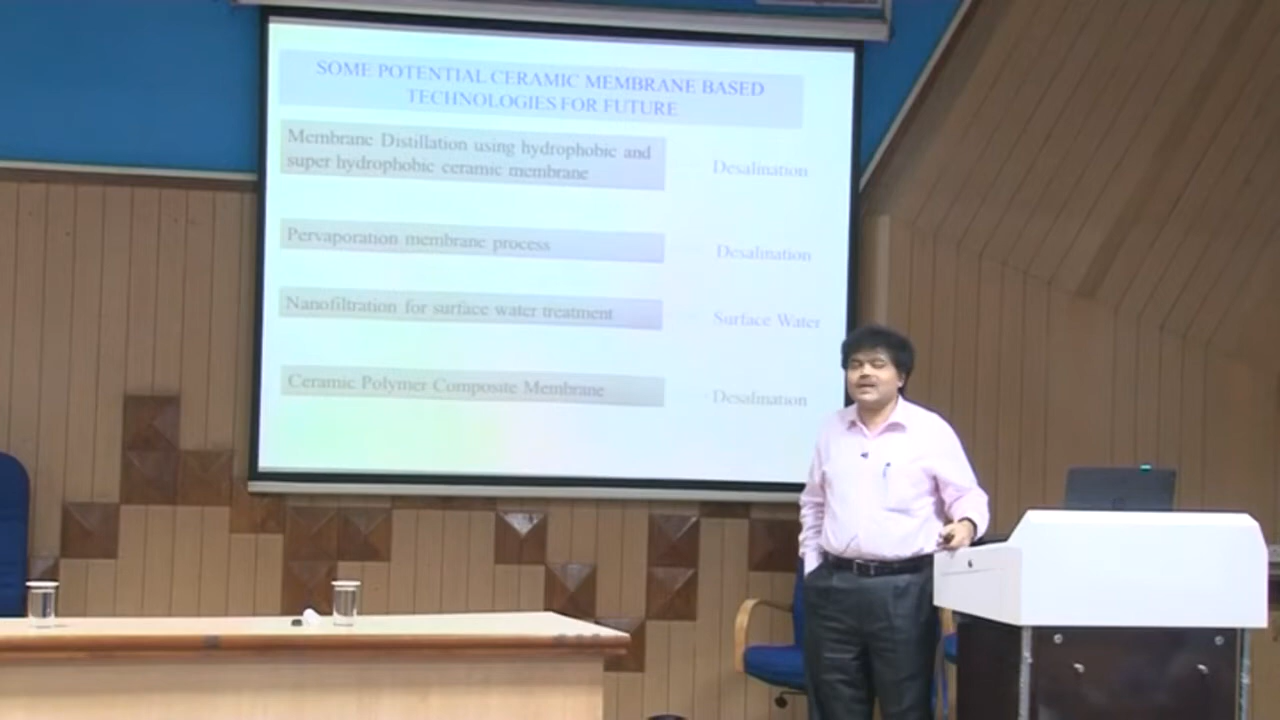 SOME POTENTIAL CERAMIC MEMBRANE BASED
TECHNOLOGIES FOR FUTURE
Membrane Distillation using hydrophobic and
super hydrophobic ceramic membrane
Desalination
Pervaporation membrane process
Desalination
Nanofiltration for surface water treatment
Surface Water
Ceramic Polymer Composite Membrane
Desalination